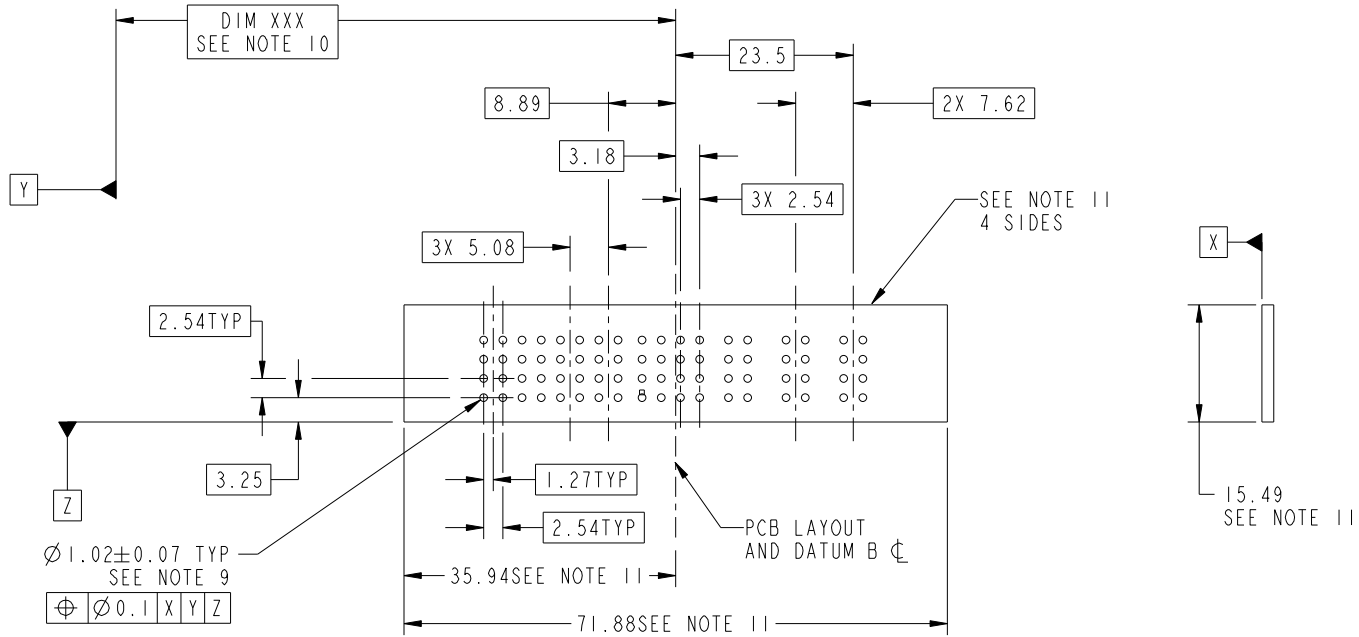 DIM XXX
SEE NOTE 10
23.5
8.89
2X 7.62
3.18
Y
3X 2.54
SEE NOTE 11
4 SIDES
3X 5.08
X
2.54TYP
3.25
Z
1.27TYP
2.54TYP
PCB LAYOUT
AND DATUM B ℄
15.49
SEE NOTE 11
Ø1.02±0.07 TYP
SEE NOTE 9
⌖ Ø0.1 X Y Z
35.94SEE NOTE 11
71.88SEE NOTE 11